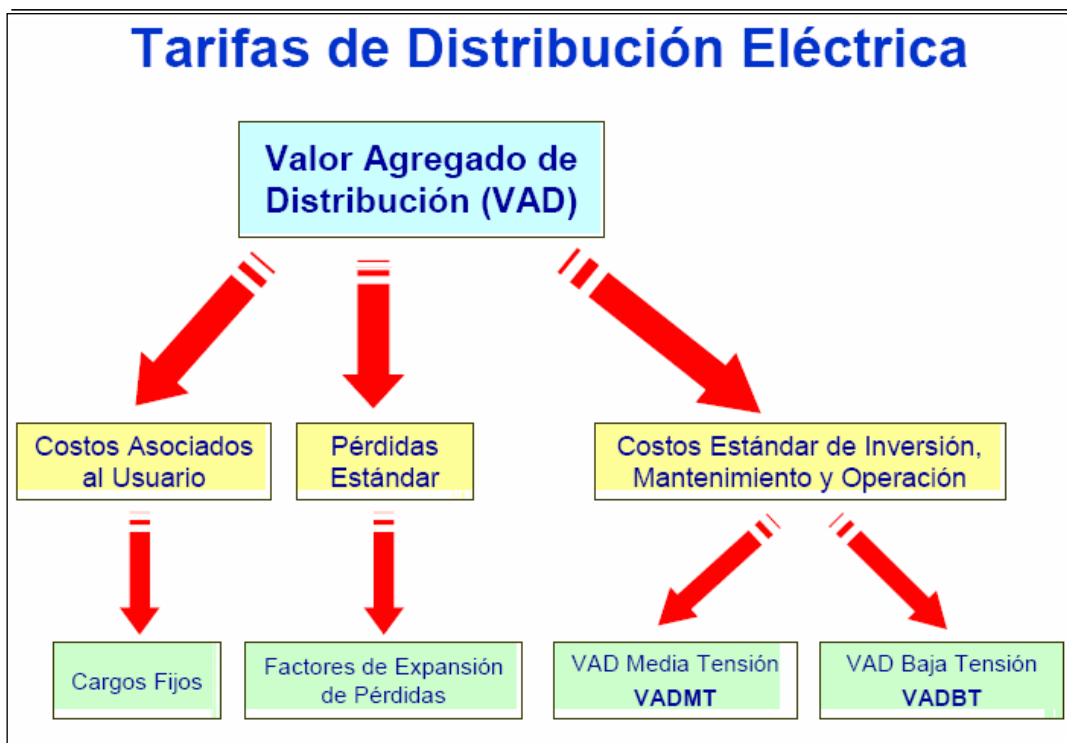 Tarifas de Distribución Eléctrica
Valor Agregado de
Distribución (VAD)
Costos Asociados
al Usuario
Pérdidas
Estándar
Costos Estándar de Inversión,
Mantenimiento y Operación
Cargos Fijos
Factores de Expansión
de Pérdidas
VAD Media Tensión
VADMT
VAD Baja Tensión
VADBT